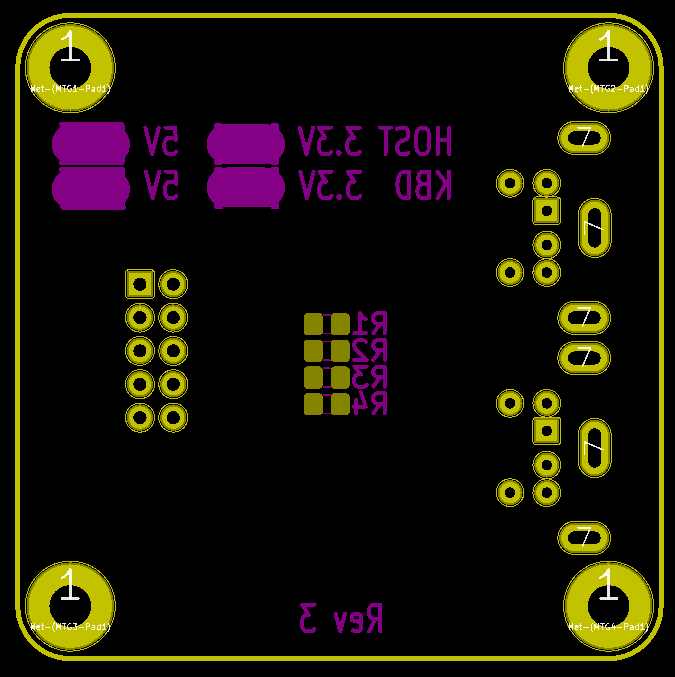 1 1
Net-(MTG1-Pad1) Net-(MTG2-Pad1)
7
5V 3.3V HOST
5V 3.3V KBD
7
7
R1
R2
7
R3
R4
7
7
1 1
Rev 3
Net-(MTG3-Pad1) Net-(MTG4-Pad1)